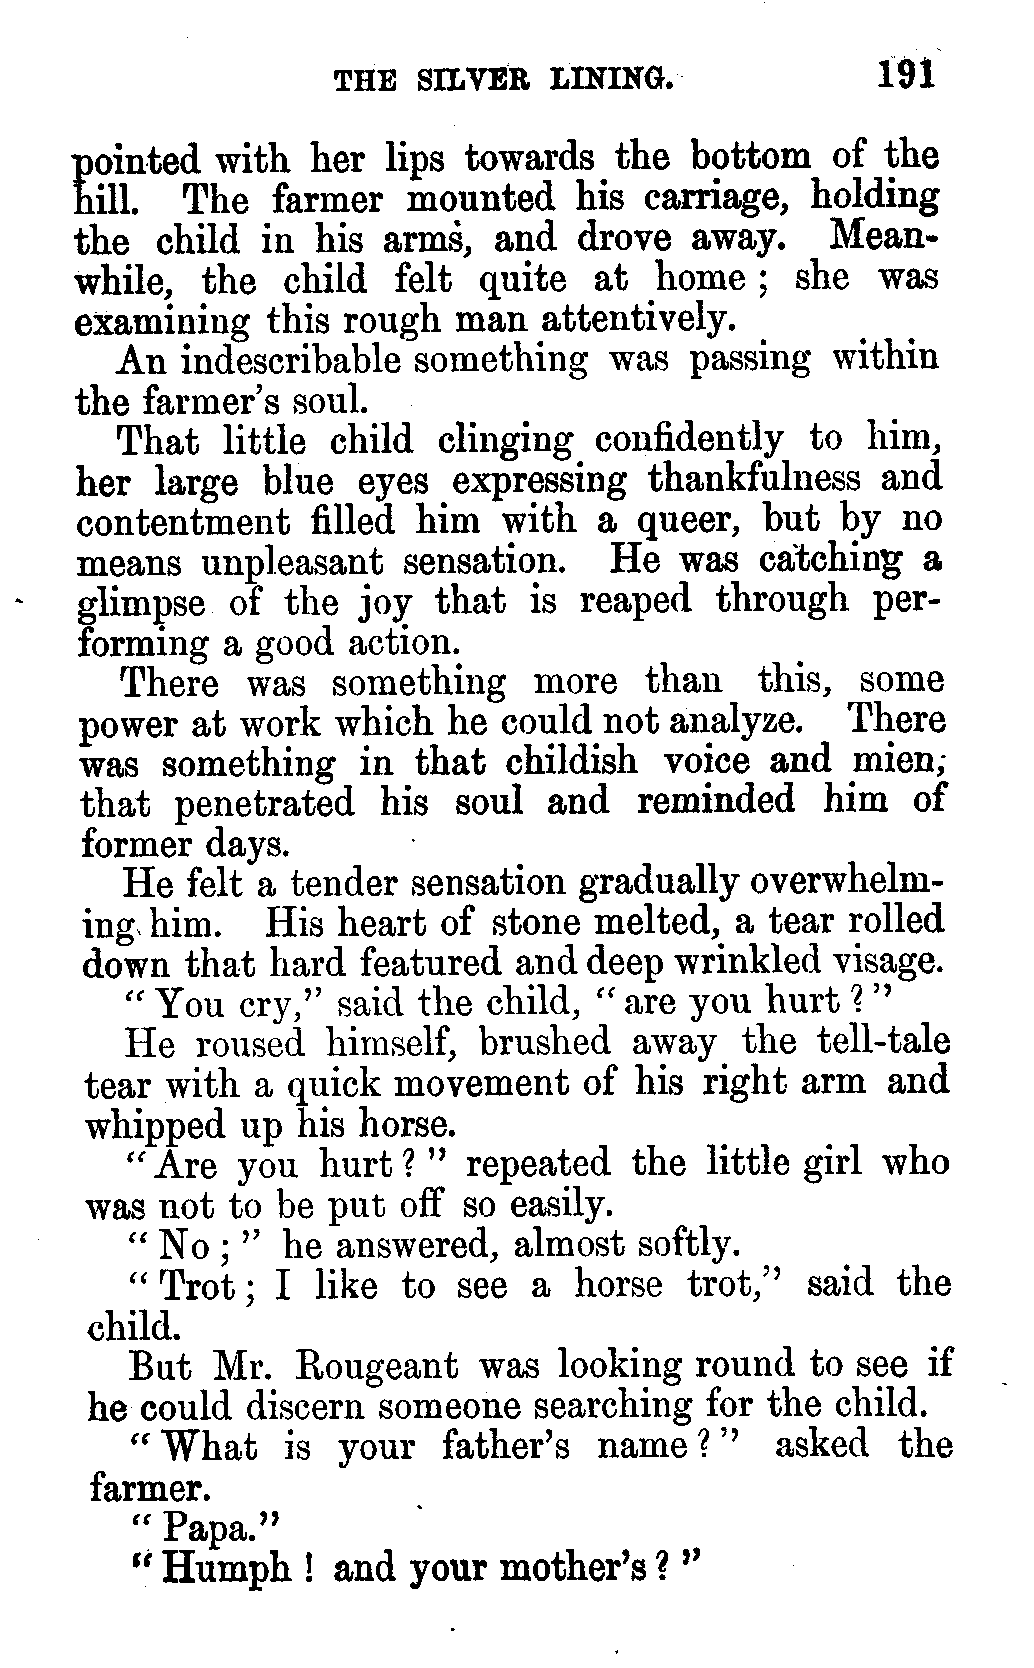 THE SILVER LINING. 191
pointed with her lips towards the bottom of the
hill. The farmer mounted his carriage, holding
the child in his arms, and drove away. Mean-
while, the child felt quite at home ; she was
examining this rough man attentively.
An indescribable something was passing within
the farmer's soul.
That little child clinging confidently to him,
her large blue eyes expressing thankfulness and
contentment filled him with a queer, but by no
means unpleasant sensation. He was catching a
glimpse of the joy that is reaped through per-
forming a good action.
There was something more than this, some
power at work which he could not analyze. There
was something in that childish voice and mien,
that penetrated his soul and reminded him of
former days.
He felt a tender sensation gradually overwhelm-
ing him. His heart of stone melted, a tear rolled
down that hard featured and deep wrinkled visage.
"You cry," said the child, "are you hurt ?"
He roused himself, brushed away the tell-tale
tear with a quick movement of his right arm and
whipped up his horse.
"Are you hurt ? " repeated the little girl who
was not to be put off so easily.
" No ; " he answered, almost softly.
" Trot ; I like to see a horse trot," said the
child.
But Mr. Rougeant was looking round to see if
he could discern someone searching for the child.
" What is your father's name ? " asked the
farmer.
" Papa."
" Humph ! and your mother's ? "